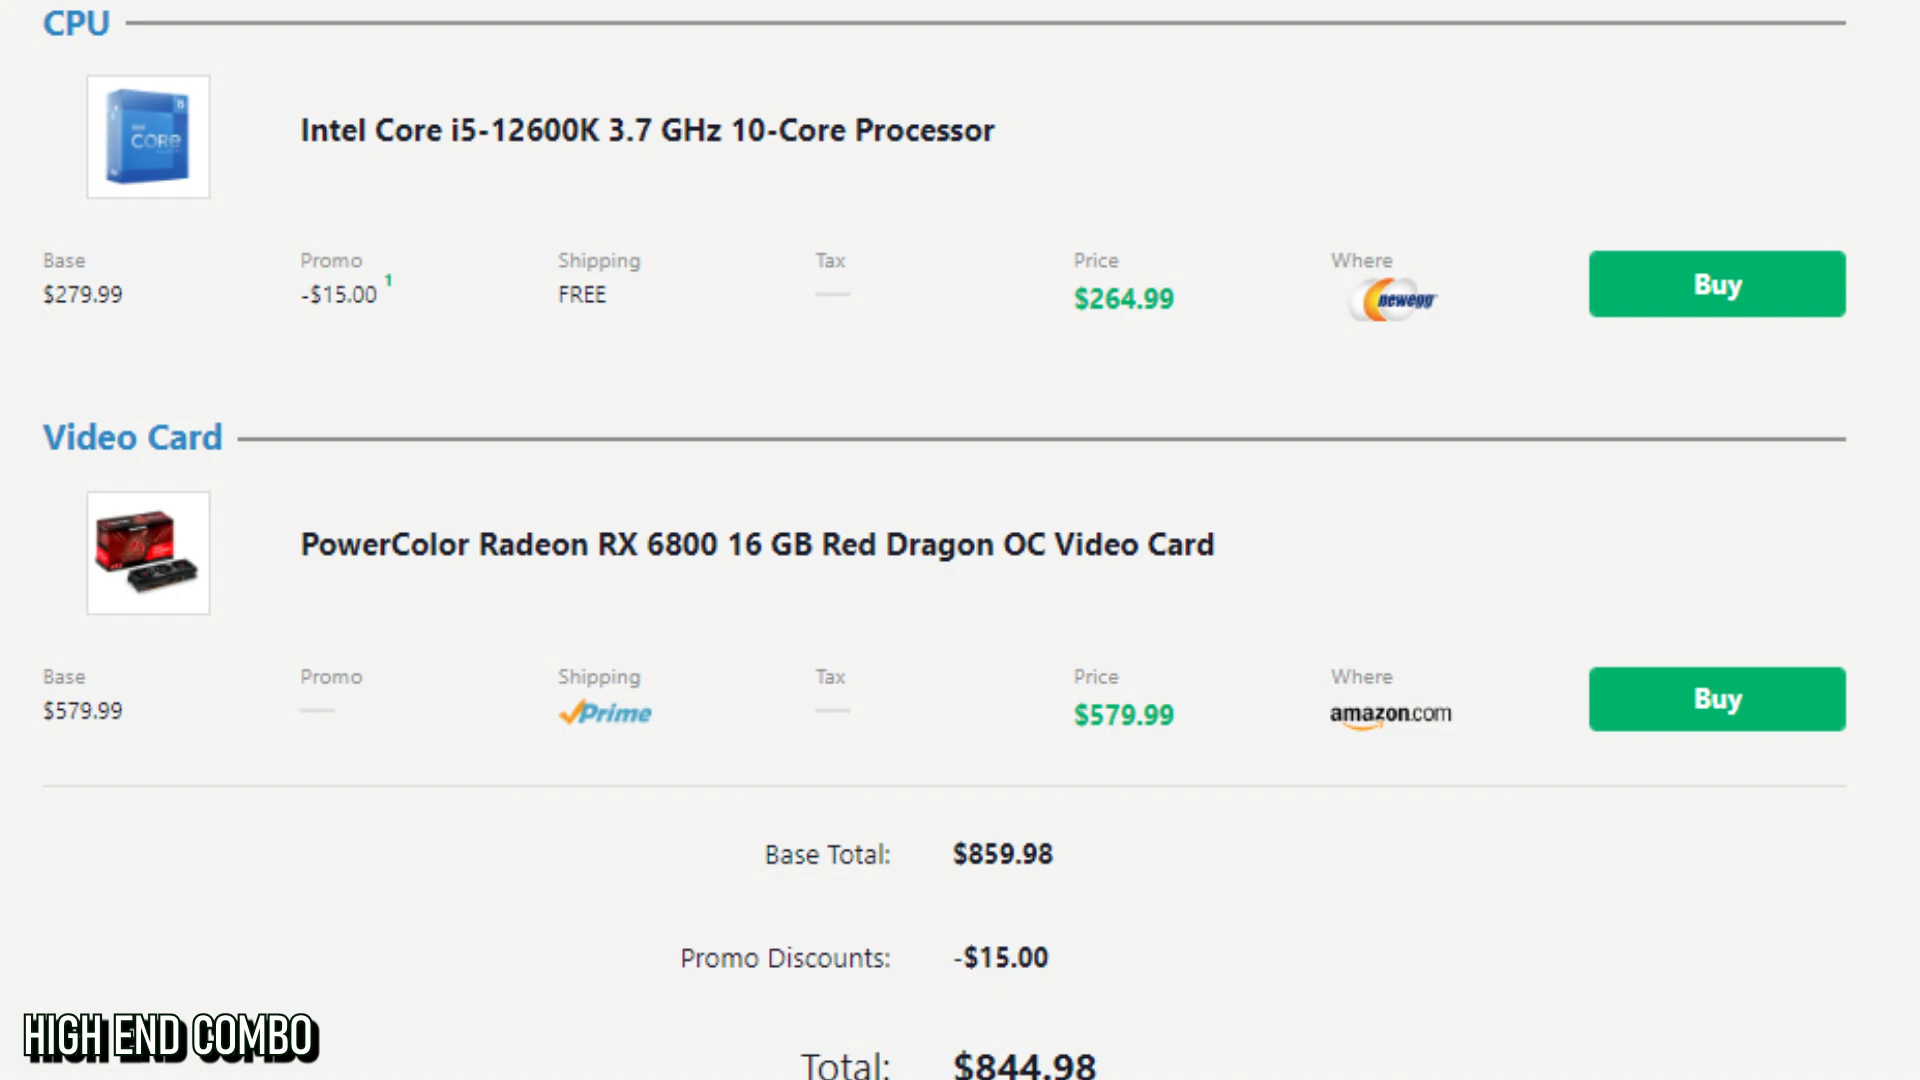 CPU
CORE
Intel Core i5-12600K 3.7 GHz 10-Core Processor
Base Promo Shipping Tax Price Where
$279.99 -$15.00 1 FREE — $264.99 newegg Buy
Video Card
PowerColor Radeon RX 6800 16 GB Red Dragon OC Video Card
Base Promo Shipping Tax Price Where
$579.99 — Prime — $579.99 amazon.com Buy
Base Total: $859.98
Promo Discounts: -$15.00
HIGH END COMBO
Total: $844.98